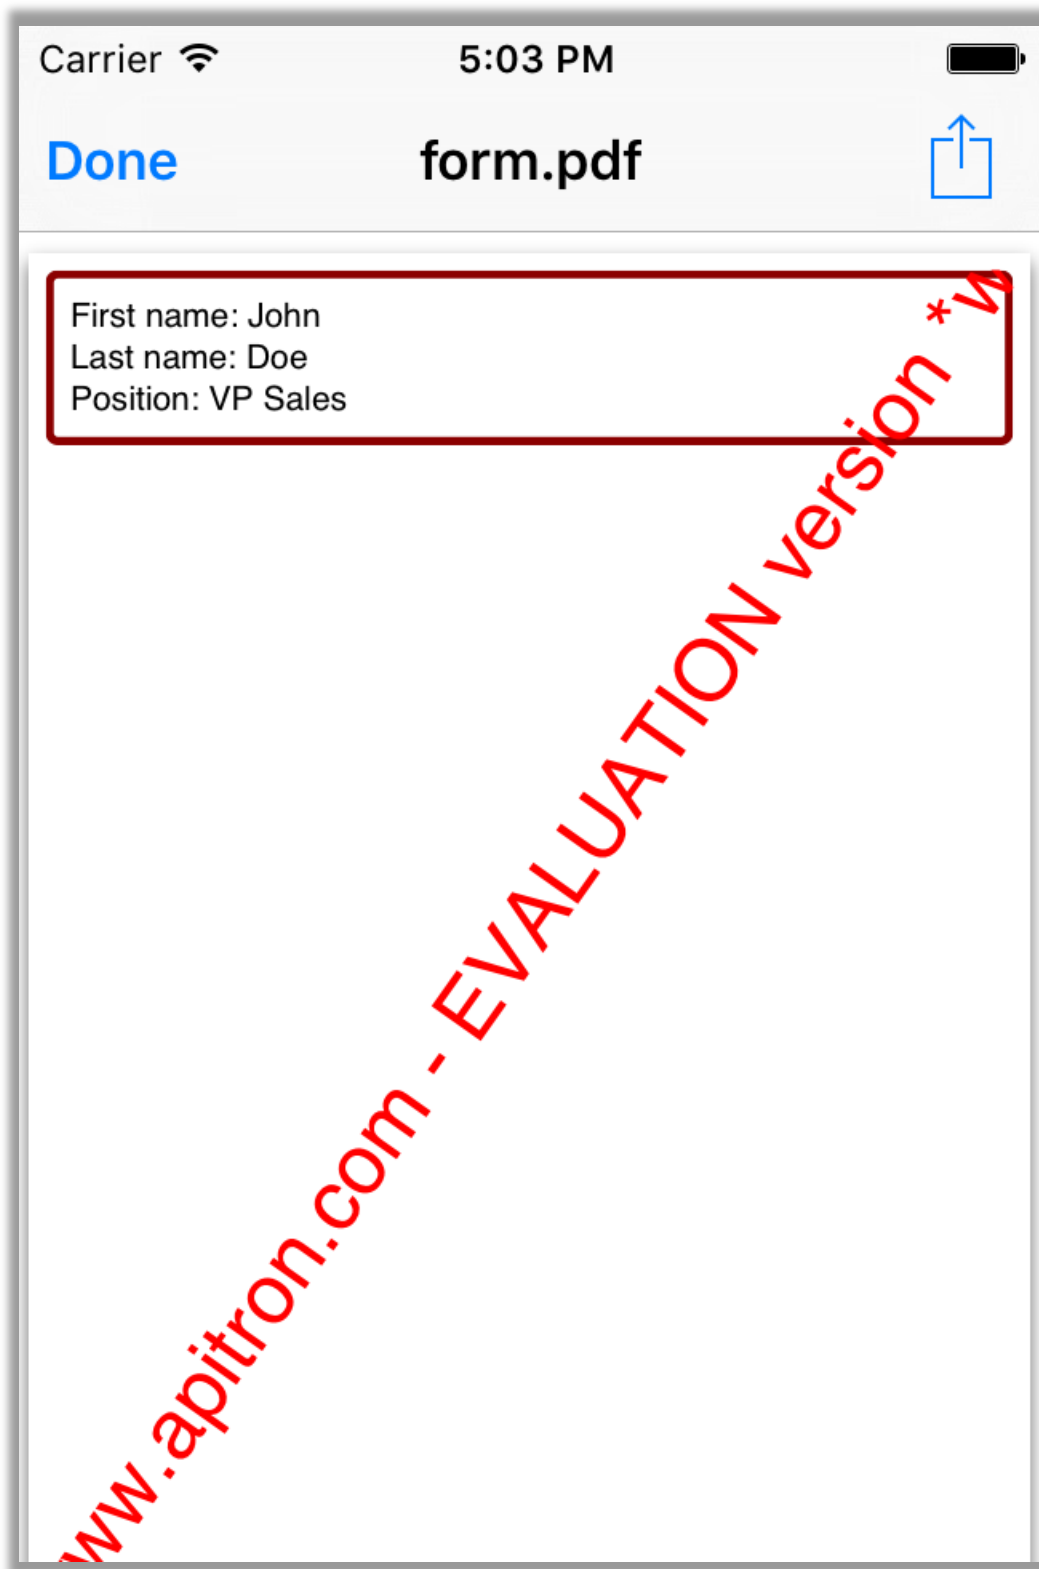 Carrier
5:03 PM
Done
form.pdf
First name: John
Last name: Doe
Position: VP Sales
ww.apitron.com - EVALUATION version *w